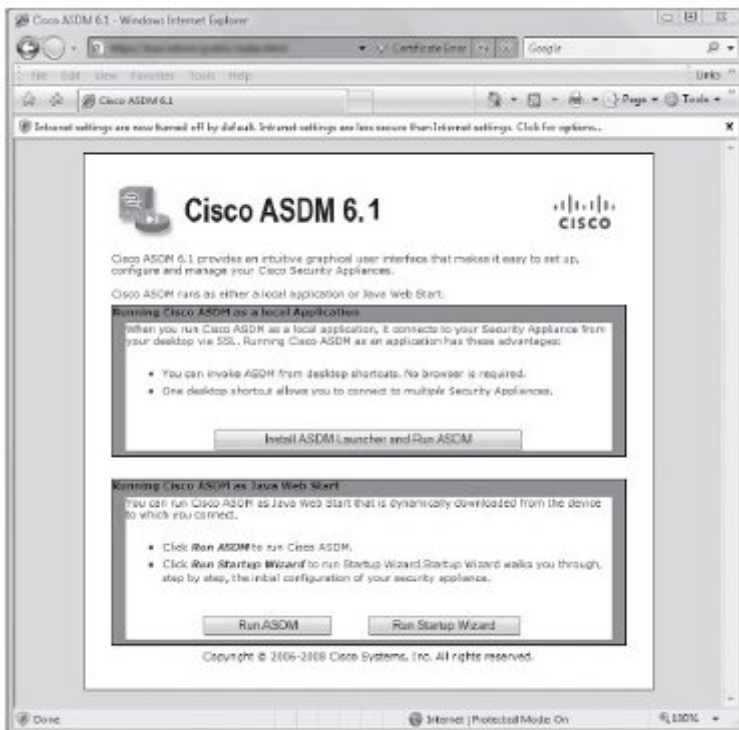 Cisco ASDM 6.1 - Windows Internet Explorer
Certificate Error
Google
File Edit View Favorites Tools Help
Links
Cisco ASDM 6.1
Page Tools
Intranet settings are now turned off by default. Intranet settings are less secure than Internet settings. Click for options...
Cisco ASDM 6.1
CISCO
Cisco ASDM 6.1 provides an intuitive graphical user interface that makes it easy to set up,
configure and manage your Cisco Security Appliances.
Cisco ASDM runs as either a local application or Java Web Start.
Running Cisco ASDM as a local Application
When you run Cisco ASDM as a local application, it connects to your Security Appliance from
your desktop via SSL. Running Cisco ASDM as an application has these advantages:
• You can invoke ASDM from desktop shortcuts. No browser is required.
• One desktop shortcut allows you to connect to multiple Security Appliances.
Install ASDM Launcher and Run ASDM
Running Cisco ASDM as Java Web Start
You can run Cisco ASDM as Java Web Start that is dynamically downloaded from the device
to which you connect.
• Click Run ASDM to run Cisco ASDM.
• Click Run Startup Wizard to run Startup Wizard.Startup Wizard walks you through,
step by step, the initial configuration of your security appliance.
Run ASDM
Run Startup Wizard
Copyright © 2006-2008 Cisco Systems, Inc. All rights reserved.
Done
Internet | Protected Mode: On
100%